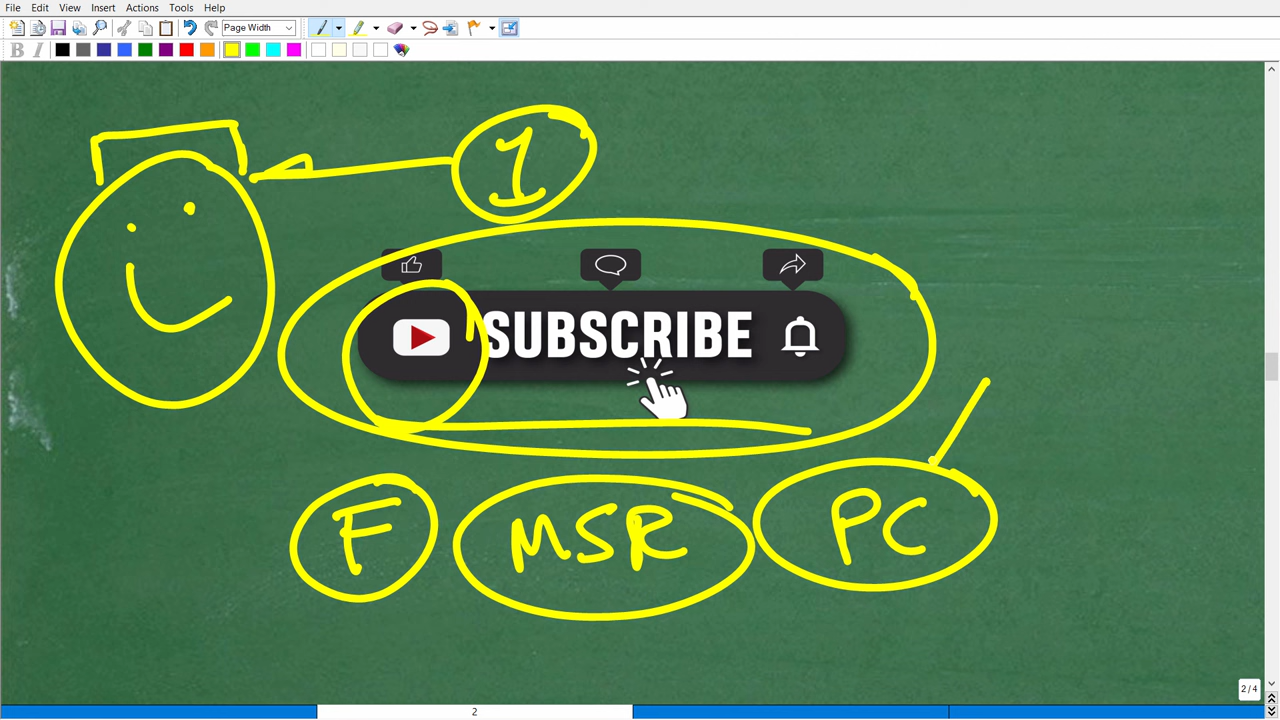 File Edit View Insert Actions Tools Help
Page Width
B I
1
SUBSCRIBE
F MSR PC
2 / 4
2